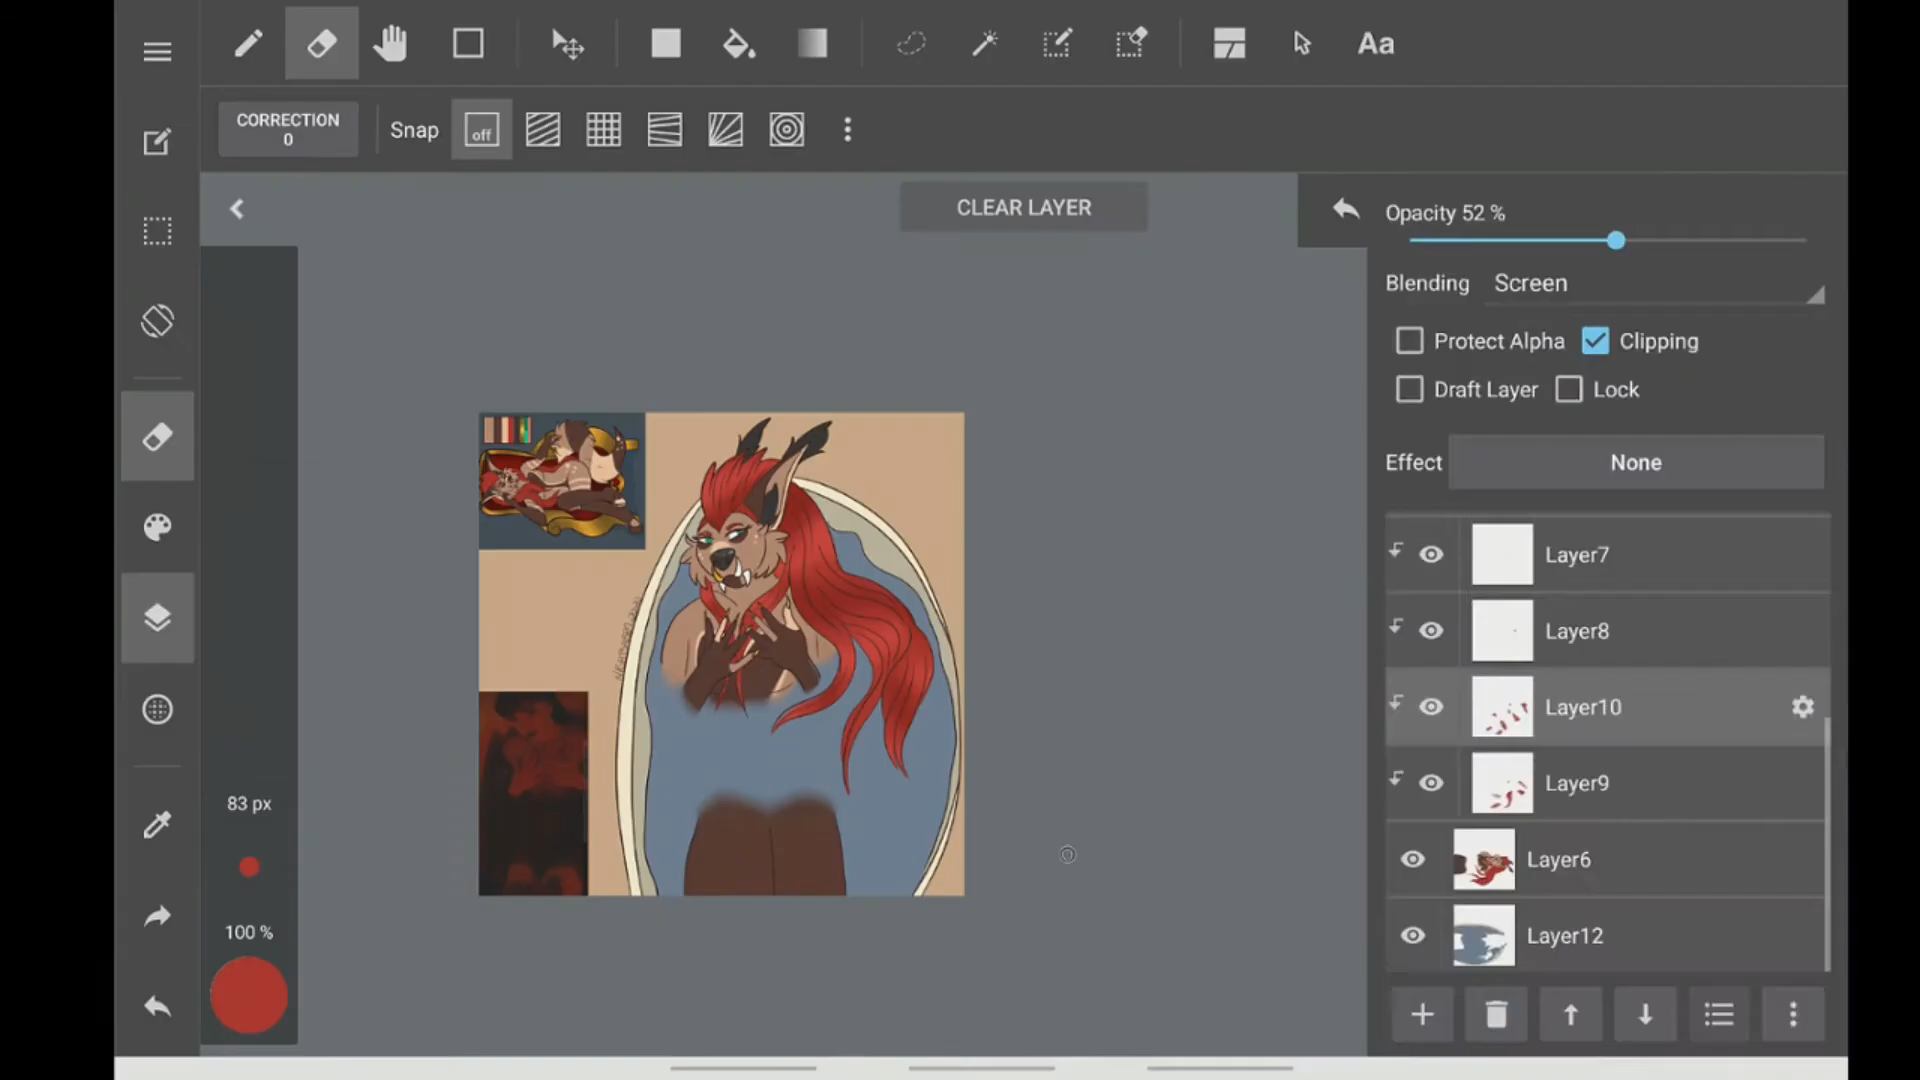 Aa
CORRECTION
0
Snap
off
CLEAR LAYER
Opacity 52 %
Blending
Screen
Protect Alpha
Clipping
Draft Layer
Lock
Effect
None
Layer7
Layer8
Layer10
Layer9
Layer6
Layer12
83 px
100 %